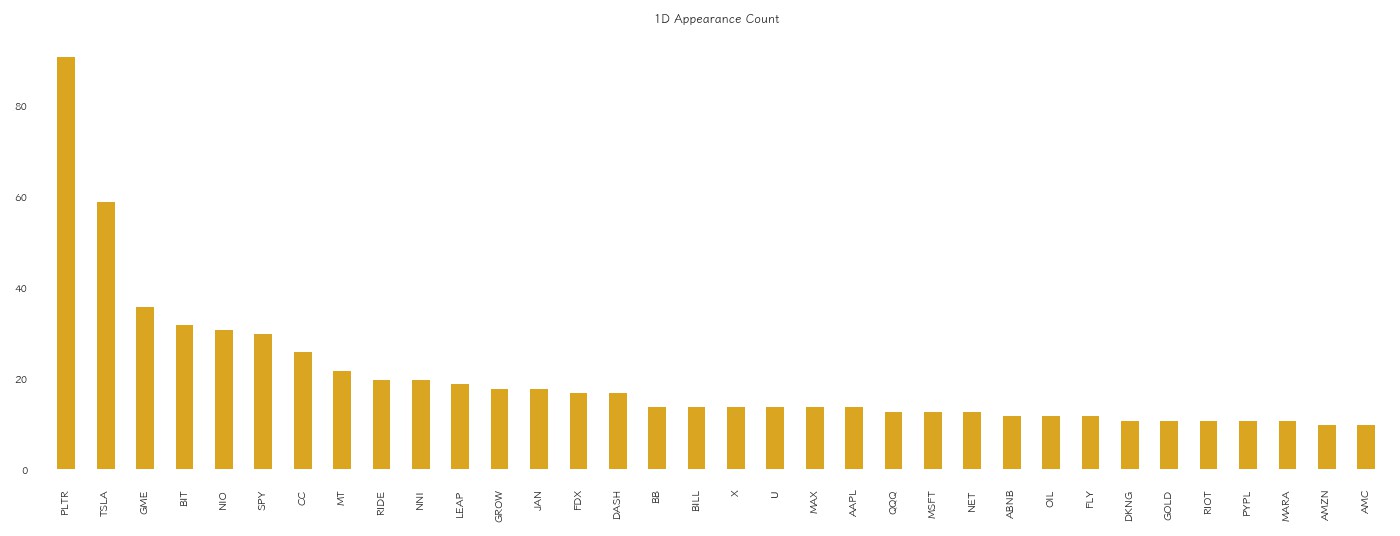 1D Appearance Count
80
60
40
20
0
PLTR
TSLA
GME
BIT
NIO
SPY
CC
MT
RIDE
NNI
LEAP
GROW
JAN
FDX
DASH
BB
BILL
X
U
MAX
AAPL
QQQ
MSFT
NET
ABNB
OIL
FLY
DKNG
GOLD
RIOT
PYPL
MARA
AMZN
AMC